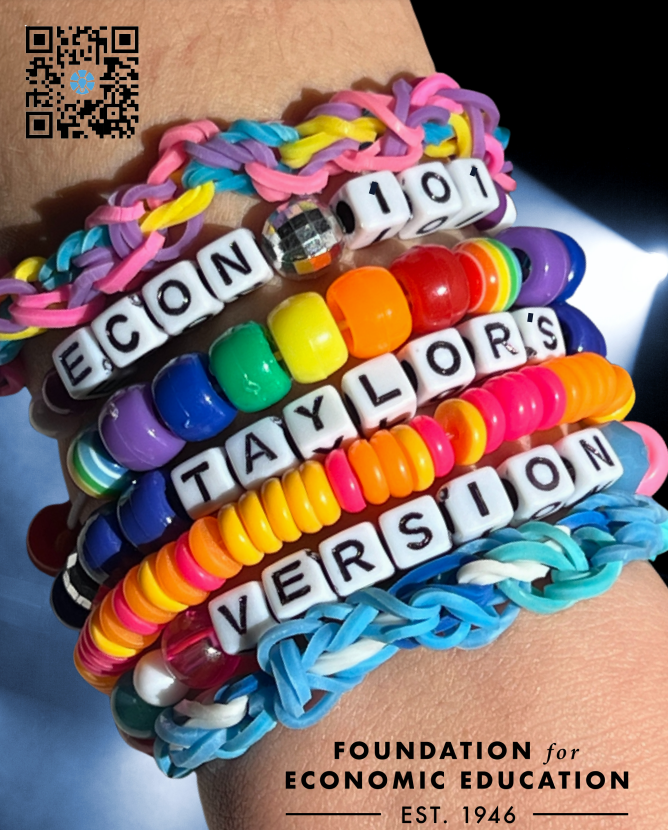 ECON 101
TAYLOR'S
VERSION
FOUNDATION for
ECONOMIC EDUCATION
EST. 1946